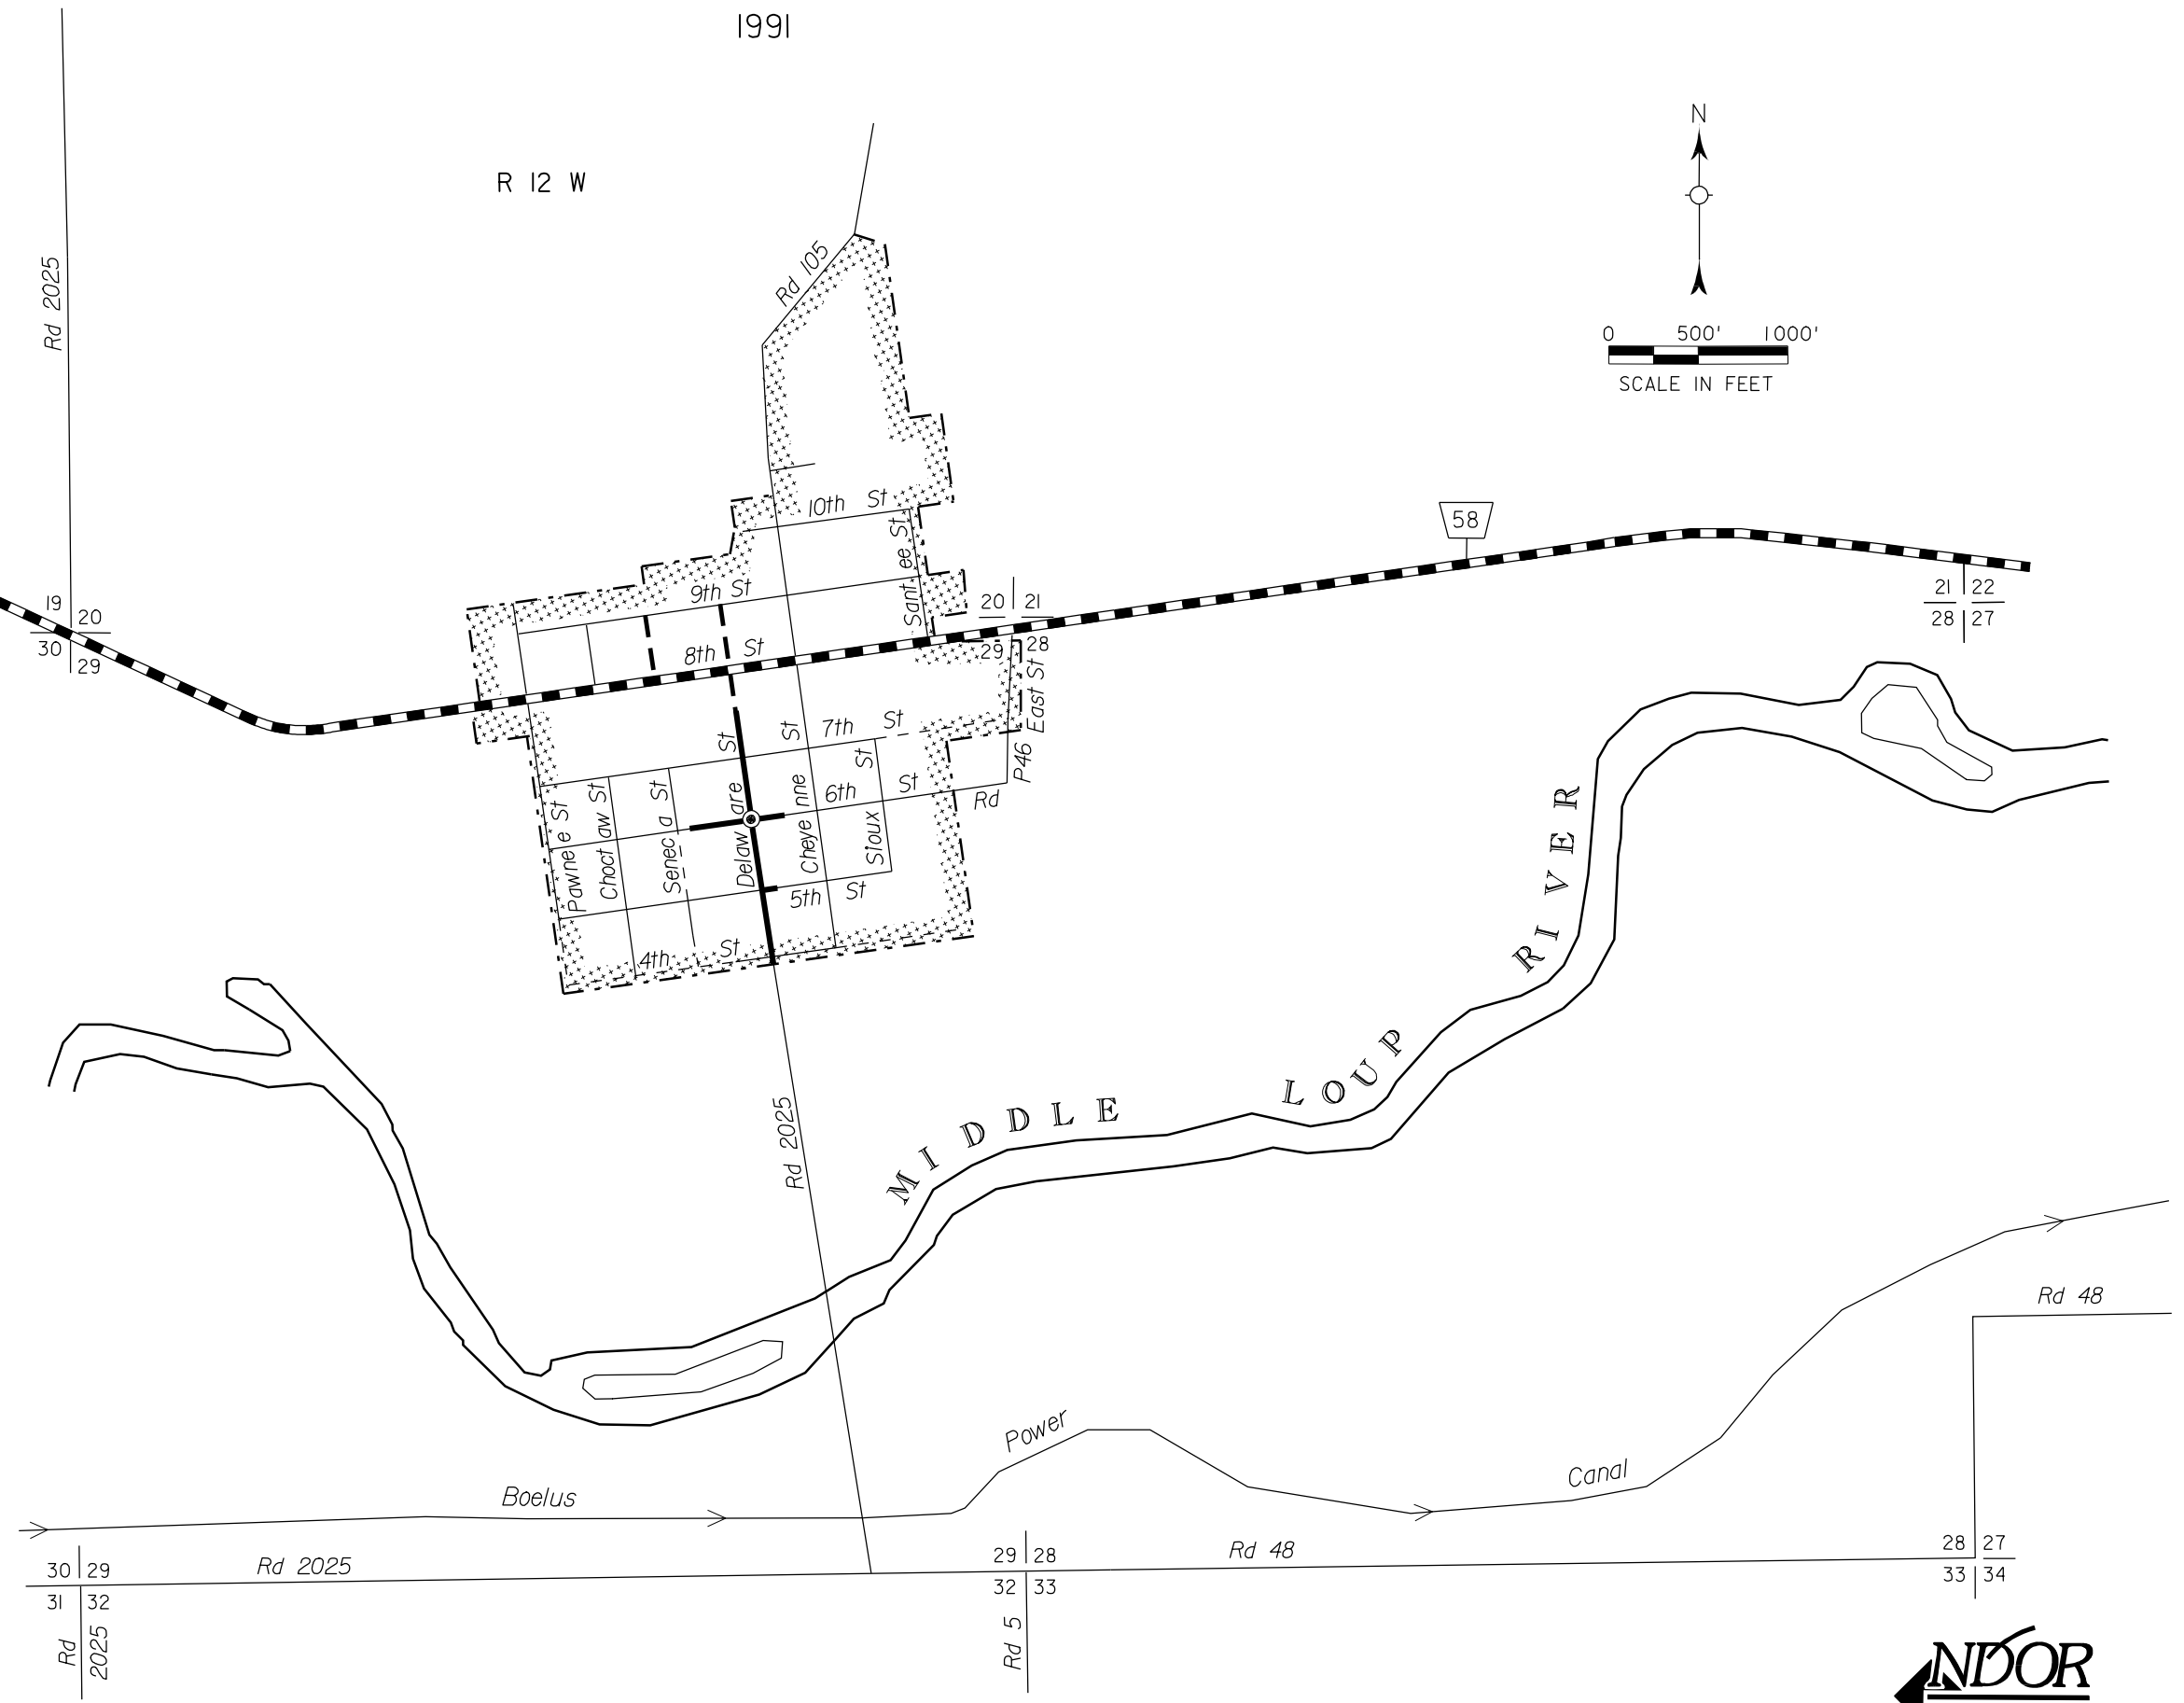 1991
N
R 12 W
Rd 105
Rd 2025
0 500' 1000'
SCALE IN FEET
10th St
58
Santee St
9th St
19 20
30 29
20 21
29 28
21 22
28 27
8th St
East St
7th St
P46
Rd
6th St
Pawnee St
Choctaw St
Seneca St
Delaware St
Cheyenne St
Sioux St
5th St
4th St
MIDDLE LOUP RIVER
Rd 2025
Rd 48
Boelus Power Canal
Rd 2025
Rd 48
30 29
31 32
29 28
32 33
28 27
33 34
Rd 2025
Rd 5
NDOR